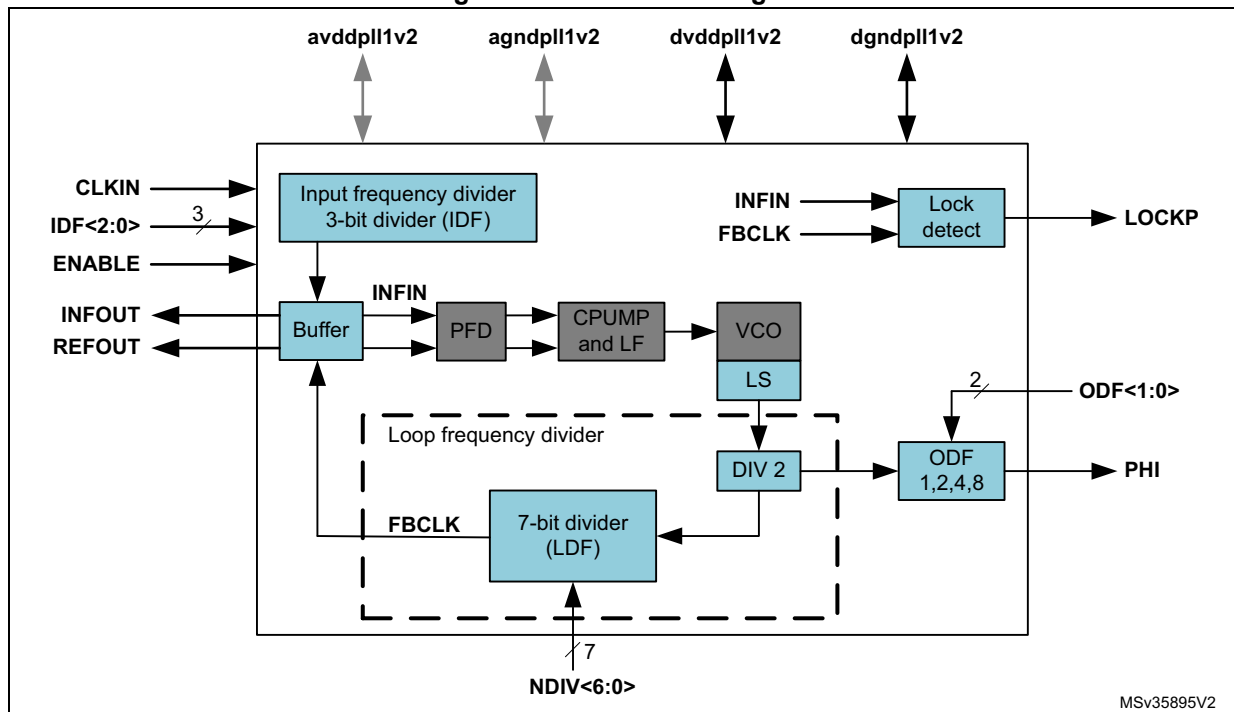 avddpll1v2 agndpll1v2 dvddpll1v2 dgndpll1v2
CLKIN
IDF<2:0>
3
ENABLE
INFOUT
REFOUT
Input frequency divider
3-bit divider (IDF)
INFIN
FBCLK
Lock
detect
LOCKP
Buffer
INFIN
PFD
CPUMP
and LF
VCO
LS
2
ODF<1:0>
Loop frequency divider
DIV 2
ODF
1,2,4,8
PHI
FBCLK
7-bit divider
(LDF)
7
NDIV<6:0>
MSv35895V2